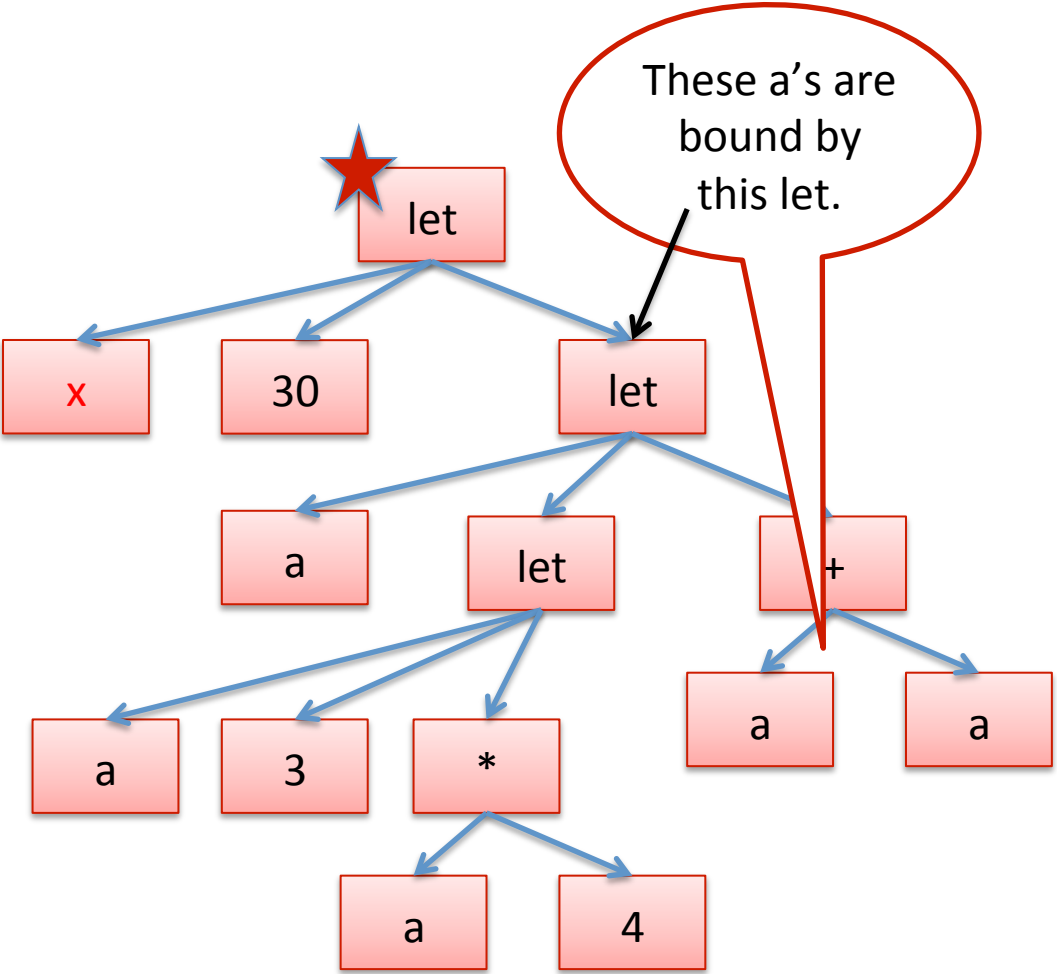 These a’s are
bound by
this let.
let
x
30
let
a
let
+
a
3
*
a
a
a
4